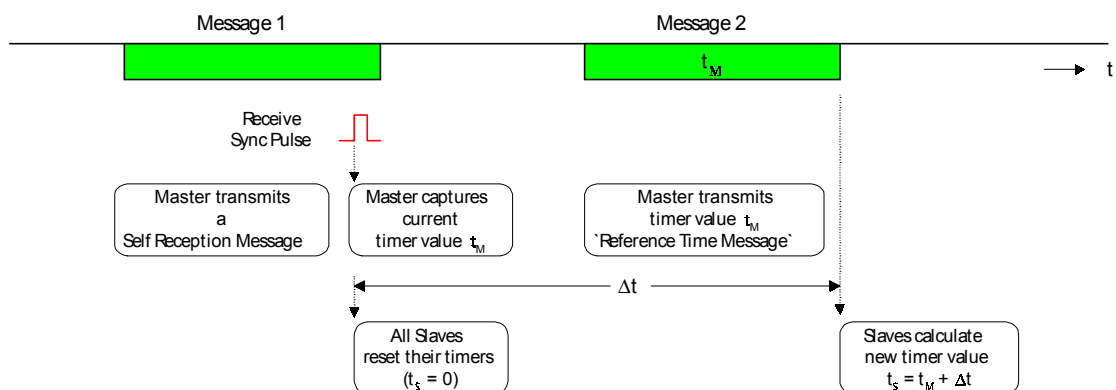 Message 1
Message 2
t_M
t
Receive
Sync Pulse
Master transmits
a
Self Reception Message
Master captures
current
timer value t_M
Master transmits
timer value t_M
`Reference Time Message`
Δt
All Slaves
reset their timers
(t_s = 0)
Slaves calculate
new timer value
t_s = t_M + Δt